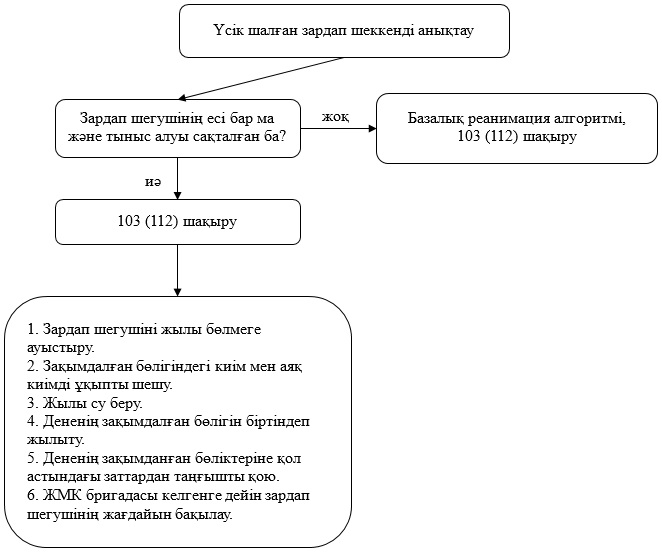 Үсік шалған зардап шеккенді анықтау
Зардап шегушінің есі бар ма
және тыныс алуы сақталған ба?
жоқ
Базалық реанимация алгоритмі,
103 (112) шақыру
иә
103 (112) шақыру
1. Зардап шегушіні жылы бөлмеге
ауыстыру.
2. Зақымдалған бөлігіндегі киім мен аяқ
киімді ұқыпты шешу.
3. Жылы су беру.
4. Дененің зақымдалған бөлігін біртіндеп
жылыту.
5. Дененің зақымданған бөліктеріне қол
астындағы заттардан таңғышты қою.
6. ЖМК бригадасы келгенге дейін зардап
шегушінің жағдайын бақылау.